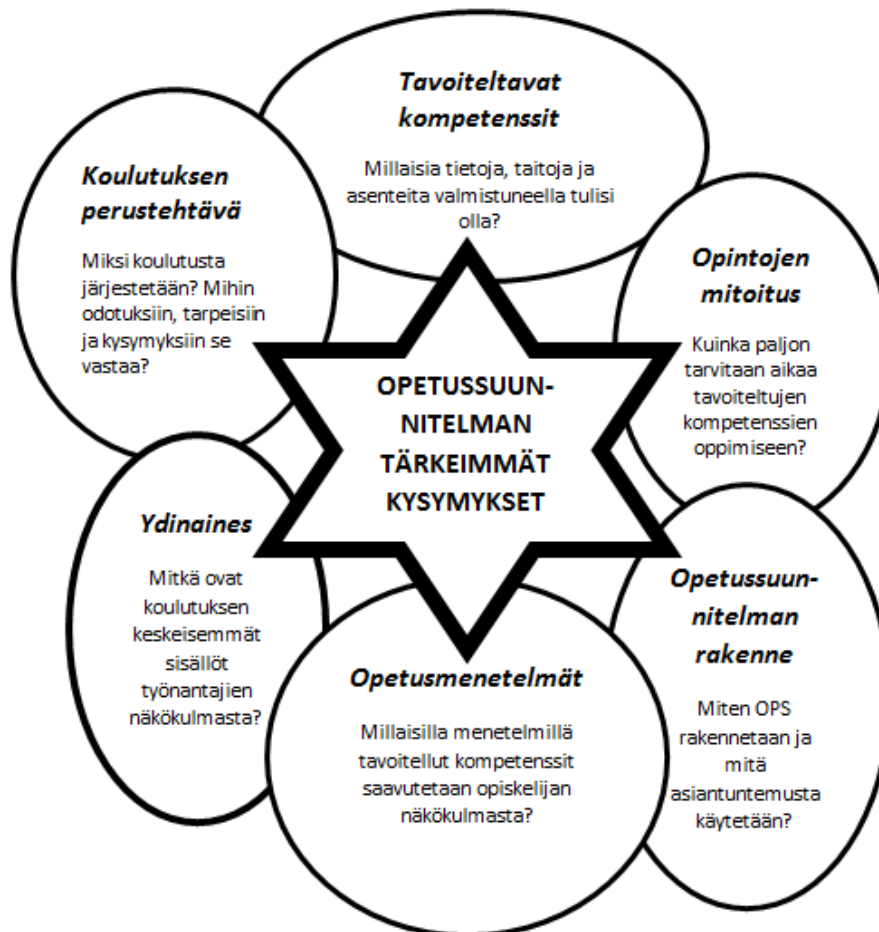 Tavoiteltavat
kompetenssit
Millaisia tietoja, taitoja ja
asenteita valmistuneella tulisi
olla?
Koulutuksen
perustehtävä
Miksi koulutusta
järjestetään? Mihin
odotuksiin, tarpeisiin
ja kysymyksiin se
vastaa?
Opintojen
mitoitus
Kuinka paljon
tarvitaan aikaa
tavoiteltujen
kompetenssien
oppimiseen?
OPETUSSUUN-
NITELMAN
TÄRKEIMMÄT
KYSYMYKSET
Ydinaines
Mitkä ovat
koulutuksen
keskeisemmät
sisällöt
työnantajien
näkökulmasta?
Opetussuun-
nitelman
rakenne
Miten OPS
rakennetaan ja
mitä
asiantuntemusta
käytetään?
Opetusmenetelmät
Millaisilla menetelmillä
tavoitellut kompetenssit
saavutetaan opiskelijan
näkökulmasta?